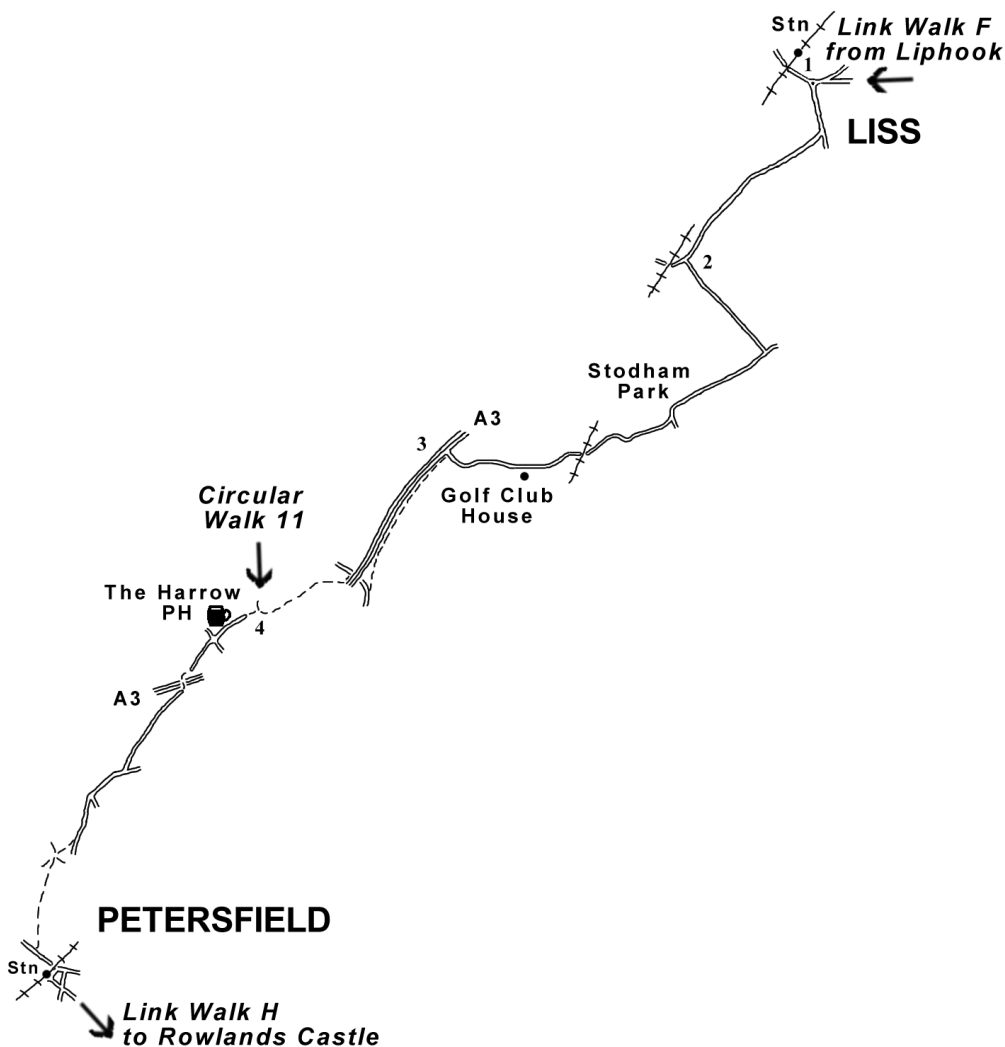 Stn
Link Walk F
from Liphook
1
LISS
2
Stodham
Park
A3
3
Golf Club
House
Circular
Walk 11
The Harrow
PH
4
A3
PETERSFIELD
Stn
Link Walk H
to Rowlands Castle